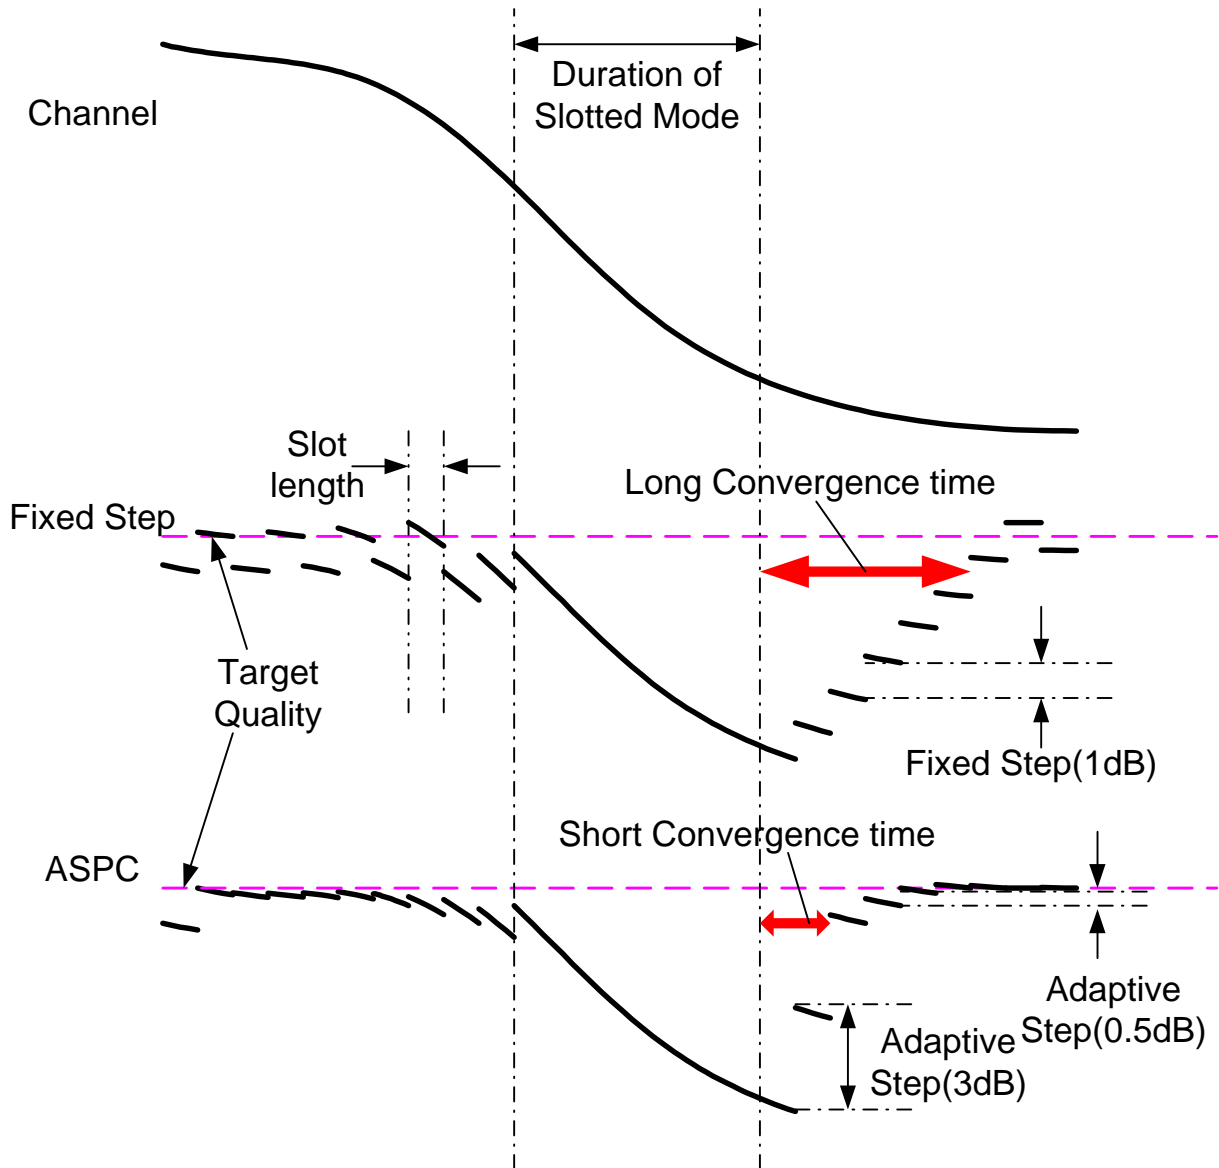 Channel
Duration of
Slotted Mode
Slot
length
Long Convergence time
Fixed Step
Target
Quality
Fixed Step(1dB)
Short Convergence time
ASPC
Adaptive
Step(0.5dB)
Adaptive
Step(3dB)